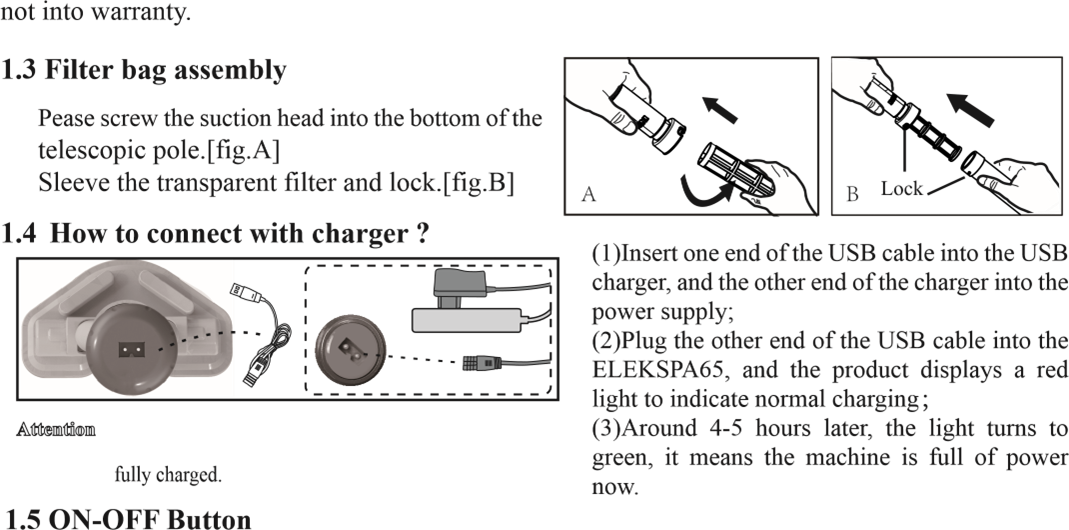 not into warranty.
1.3 Filter bag assembly
Pease screw the suction head into the bottom of the
telescopic pole.[fig.A]
Sleeve the transparent filter and lock.[fig.B]
A
B
Lock
1.4 How to connect with charger ?
(1)Insert one end of the USB cable into the USB
charger, and the other end of the charger into the
power supply;
(2)Plug the other end of the USB cable into the
ELEKSPA65, and the product displays a red
light to indicate normal charging;
(3)Around 4-5 hours later, the light turns to
green, it means the machine is full of power
now.
Attention
fully charged.
1.5 ON-OFF Button